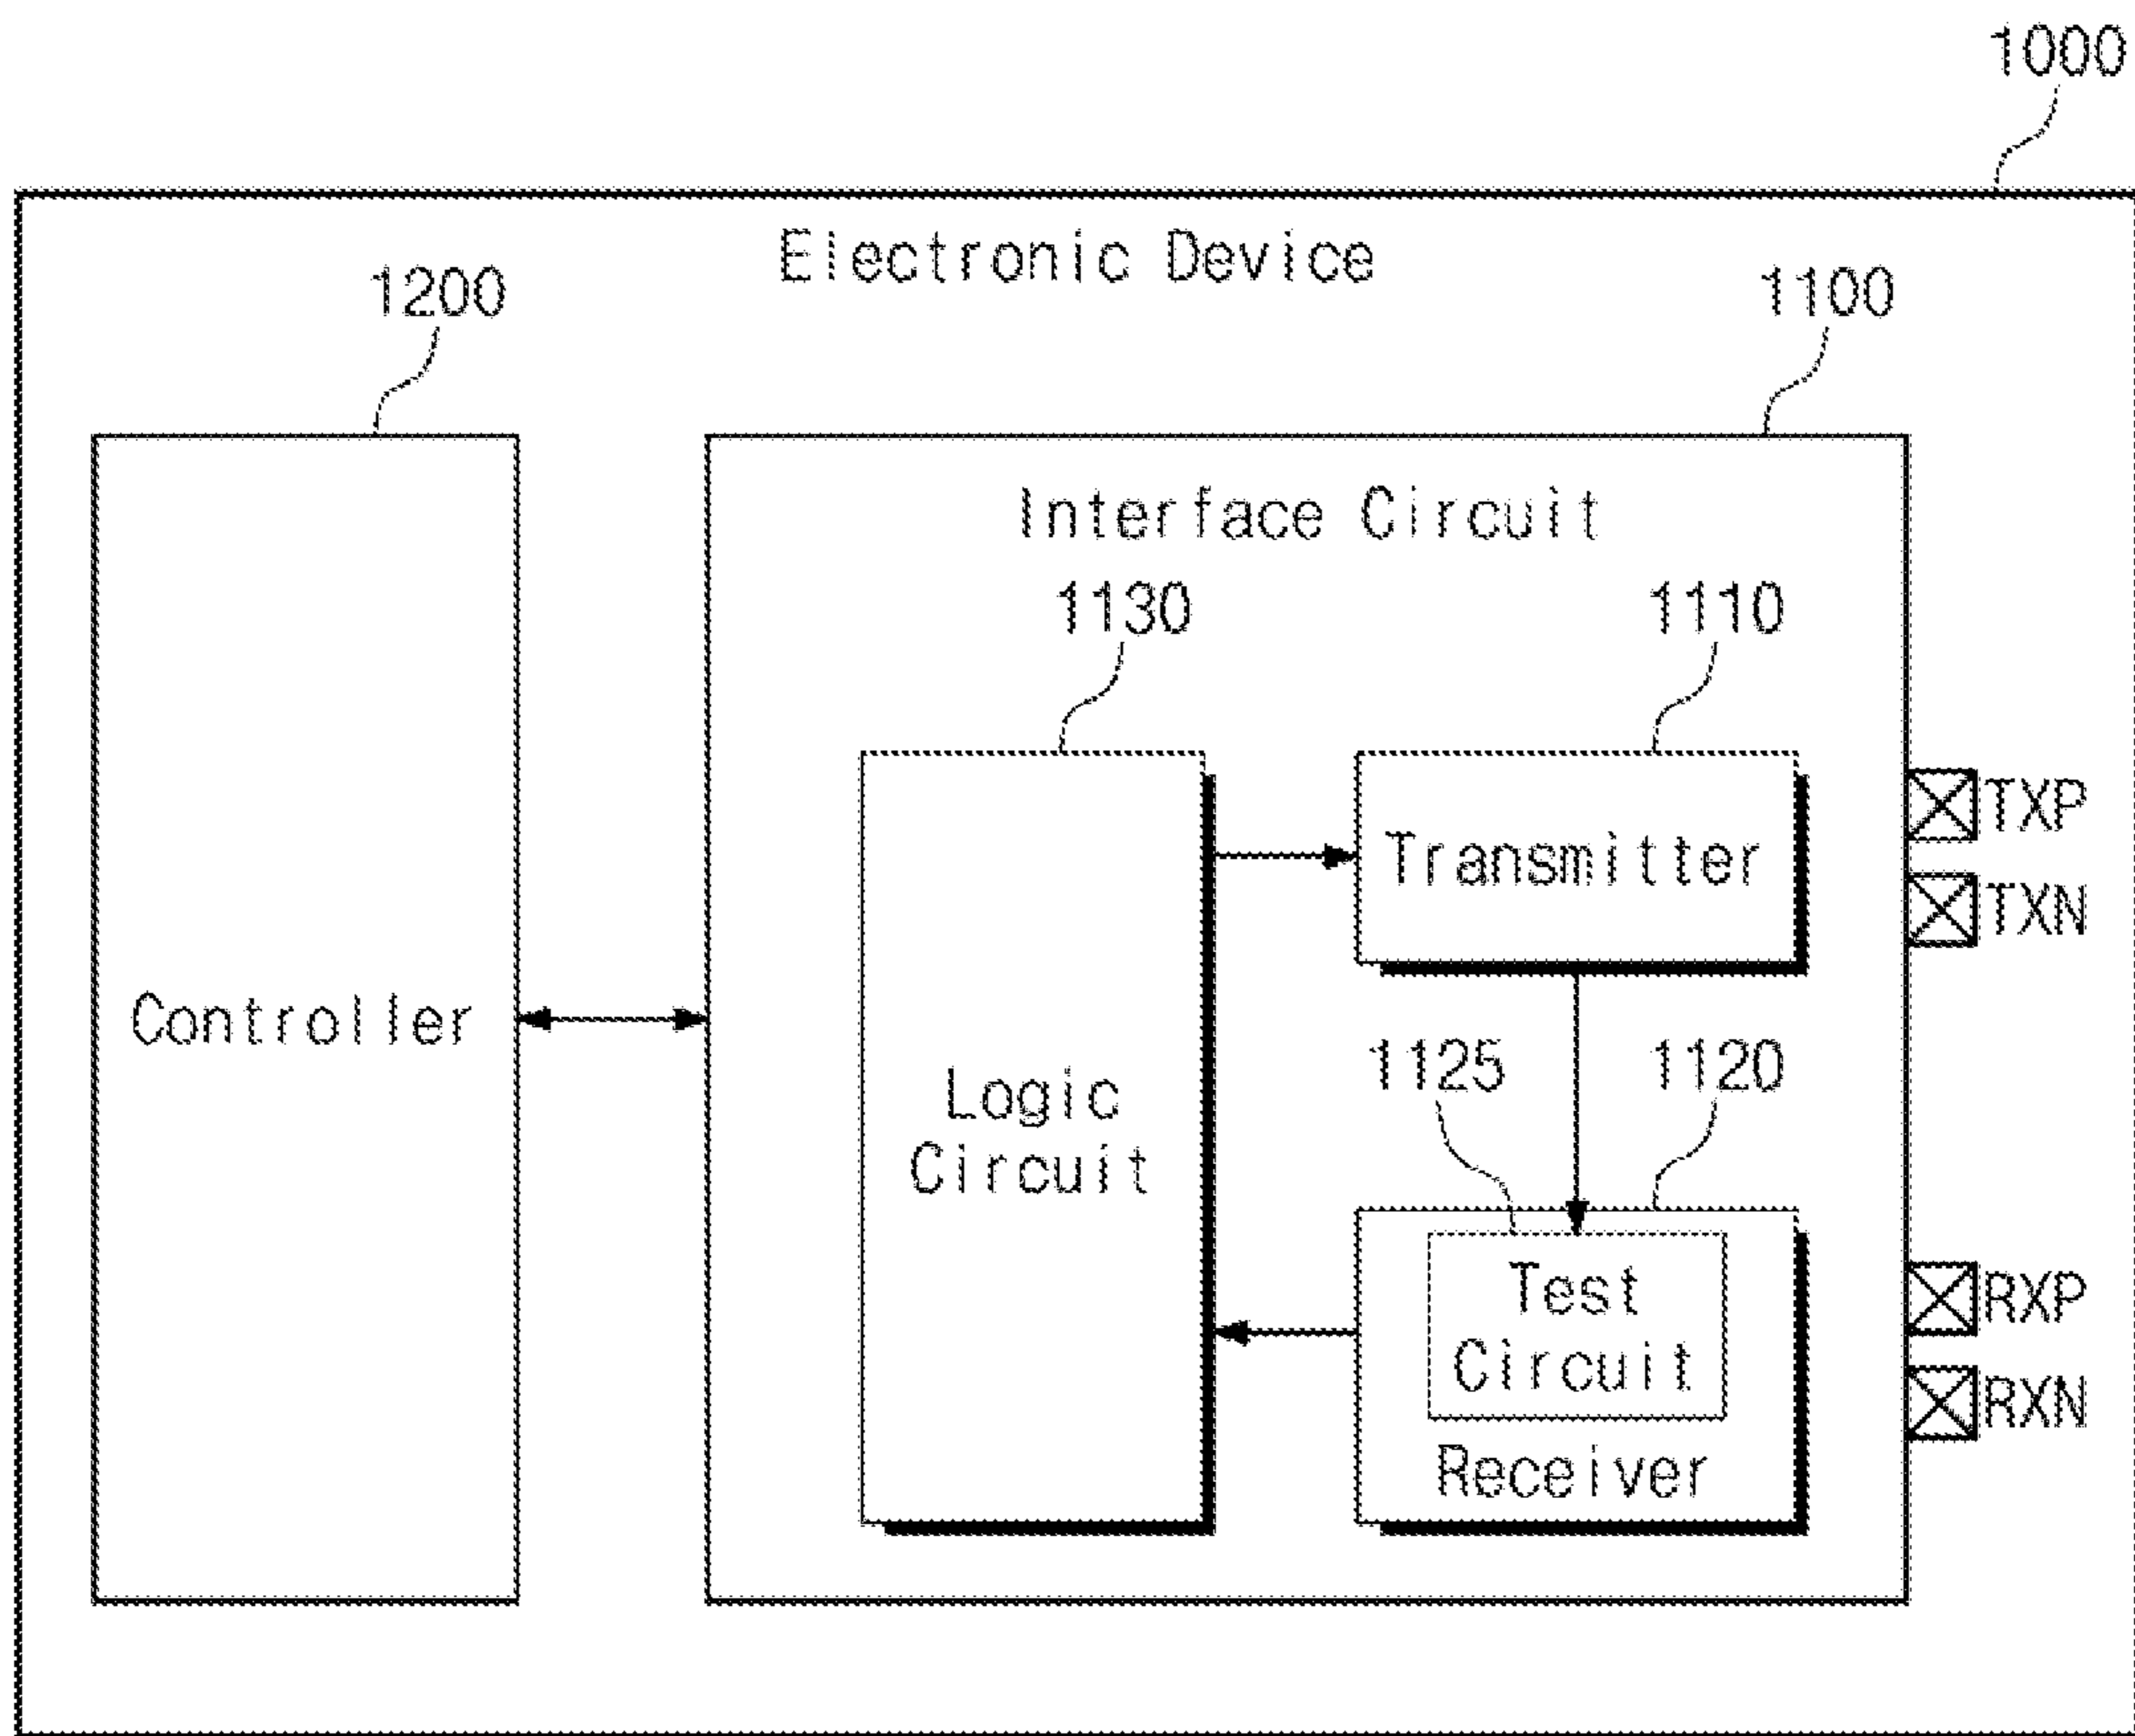 1000
Electronic Device
1200
1100
Interface Circuit
1130
1110
TXP
Transmitter
TXN
Controller
1125
1120
Logic
Circuit
Test
Circuit
RXP
RXN
Receiver